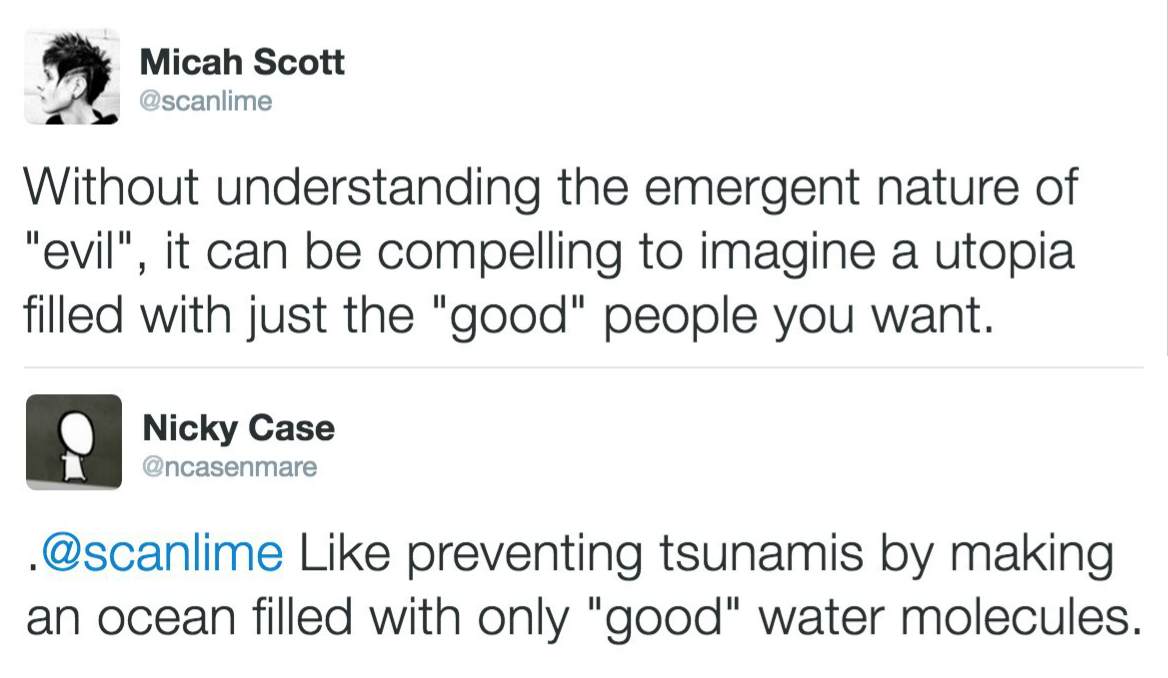 Micah Scott
@scanlime
Without understanding the emergent nature of
"evil", it can be compelling to imagine a utopia
filled with just the "good" people you want.
Nicky Case
@ncasenmare
.@scanlime Like preventing tsunamis by making
an ocean filled with only "good" water molecules.